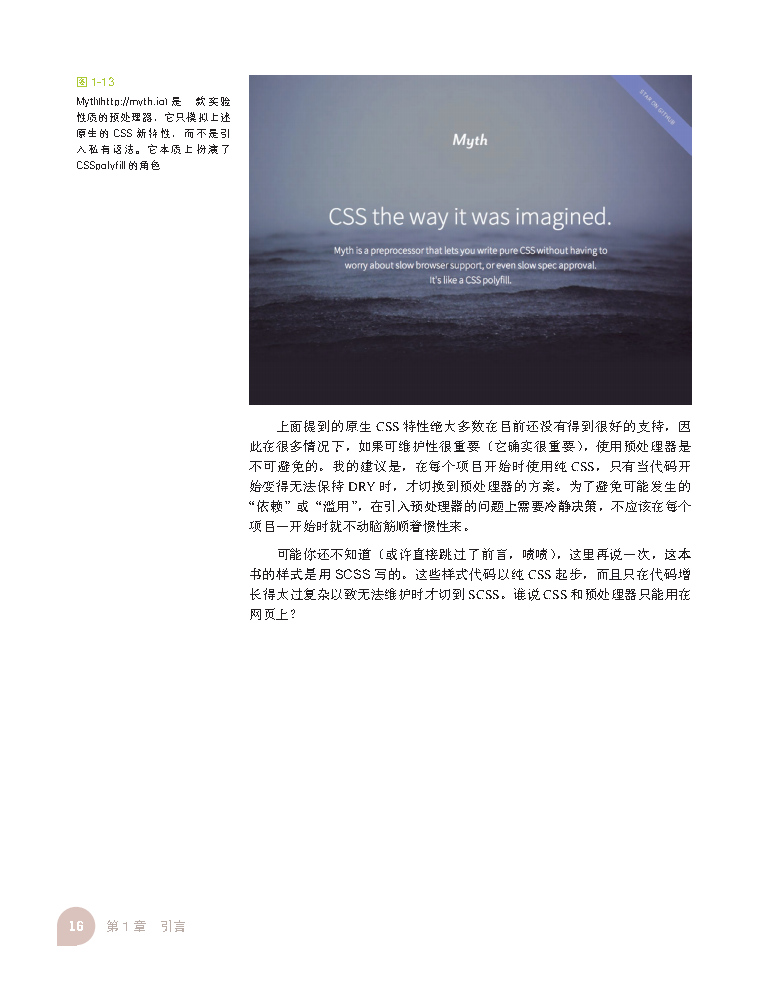 图 1-13
Myth(http://myth.io) 是一款实验
性质的预处理器，它只模拟上述
原生的 CSS 新特性，而不是引
入私有语法。它本质上扮演了
CSSpolyfill 的角色
STAR ON GITHUB
Myth
CSS the way it was imagined.
Myth is a preprocessor that lets you write pure CSS without having to
worry about slow browser support, or even slow spec approval.
It's like a CSS polyfill.
上面提到的原生 CSS 特性绝大多数在目前还没有得到很好的支持，因
此在很多情况下，如果可维护性很重要（它确实很重要），使用预处理器是
不可避免的。我的建议是，在每个项目开始时使用纯 CSS，只有当代码开
始变得无法保持 DRY 时，才切换到预处理器的方案。为了避免可能发生的
“依赖”或“滥用”，在引入预处理器的问题上需要冷静决策，不应该在每个
项目一开始时就不动脑筋顺着惯性来。
可能你还不知道（或许直接跳过了前言，啧啧），这里再说一次，这本
书的样式是用 SCSS 写的。这些样式代码以纯 CSS 起步，而且只在代码增
长得太过复杂以致无法维护时才切到 SCSS。谁说 CSS 和预处理器只能用在
网页上？
16 第 1 章 引言